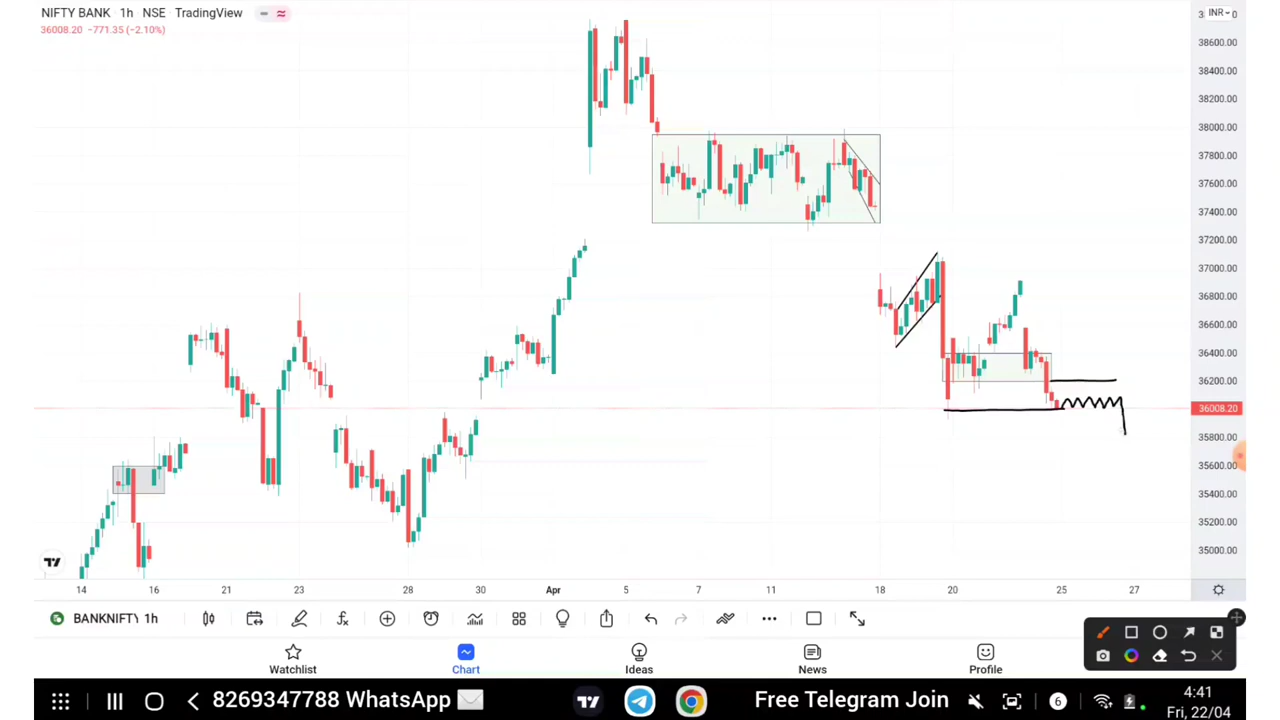 NIFTY BANK · 1h · NSE · TradingView
36008.20 -771.35 (-2.10%)
INR
38600.00
38400.00
38200.00
38000.00
37800.00
37600.00
37400.00
37200.00
37000.00
36800.00
36600.00
36400.00
36200.00
36008.20
35800.00
35600.00
35400.00
35200.00
35000.00
14 16 21 23 28 30 Apr 5 7 11 18 20 25 27
BANKNIFTY 1h
Watchlist Chart Ideas News Profile
8269347788 WhatsApp Free Telegram Join 6 4:41
Fri, 22/04